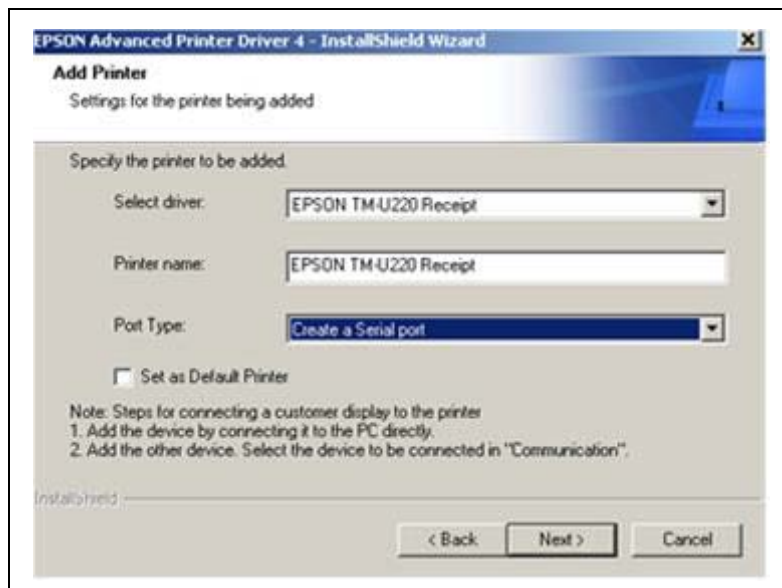 EPSON Advanced Printer Driver 4 - InstallShield Wizard
Add Printer
Settings for the printer being added
Specify the printer to be added.
Select driver:
EPSON TM-U220 Receipt
Printer name:
EPSON TM-U220 Receipt
Port Type:
Create a Serial port
Set as Default Printer
Note: Steps for connecting a customer display to the printer
1. Add the device by connecting it to the PC directly.
2. Add the other device. Select the device to be connected in "Communication".
InstallShield
< Back
Next >
Cancel